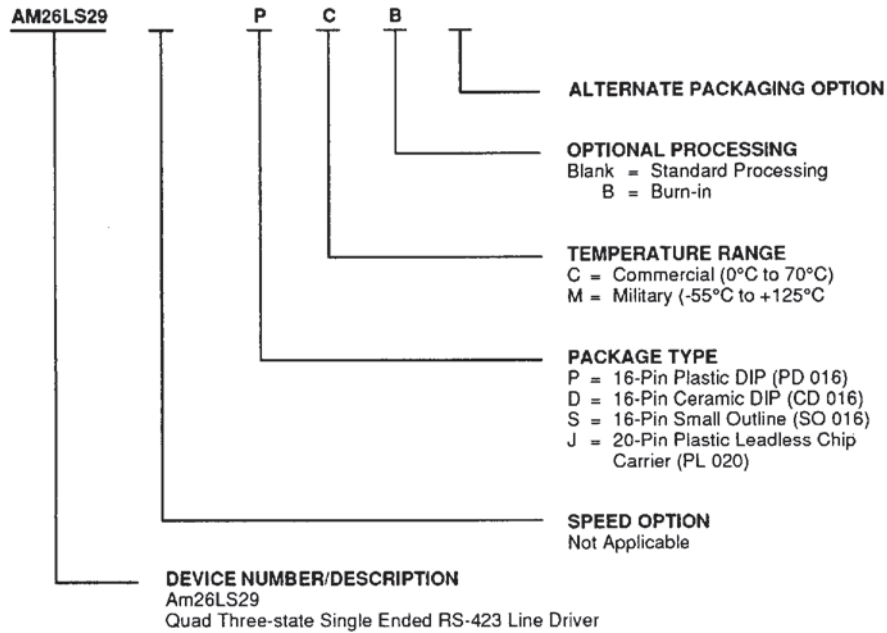 AM26LS29 P C B
ALTERNATE PACKAGING OPTION
OPTIONAL PROCESSING
Blank = Standard Processing
B = Burn-in
TEMPERATURE RANGE
C = Commercial (0°C to 70°C)
M = Military (-55°C to +125°C
PACKAGE TYPE
P = 16-Pin Plastic DIP (PD 016)
D = 16-Pin Ceramic DIP (CD 016)
S = 16-Pin Small Outline (SO 016)
J = 20-Pin Plastic Leadless Chip
Carrier (PL 020)
SPEED OPTION
Not Applicable
DEVICE NUMBER/DESCRIPTION
Am26LS29
Quad Three-state Single Ended RS-423 Line Driver